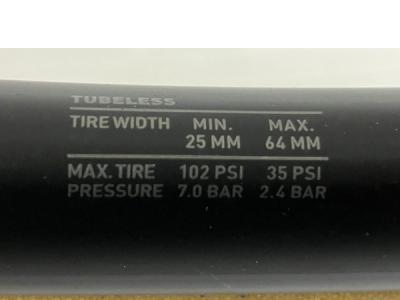 TUBELESS
TIRE WIDTH MIN. MAX.
25 MM 64 MM
MAX. TIRE 102 PSI 35 PSI
PRESSURE 7.0 BAR 2.4 BAR